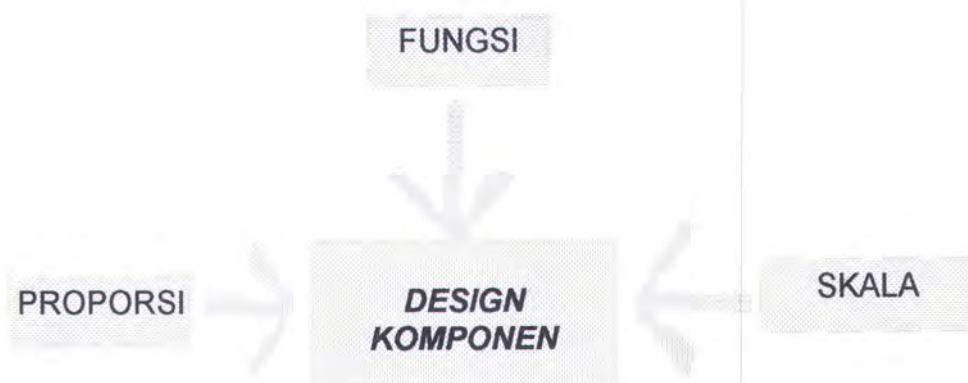 FUNGSI
PROPORSI
DESIGN
KOMPONEN
SKALA